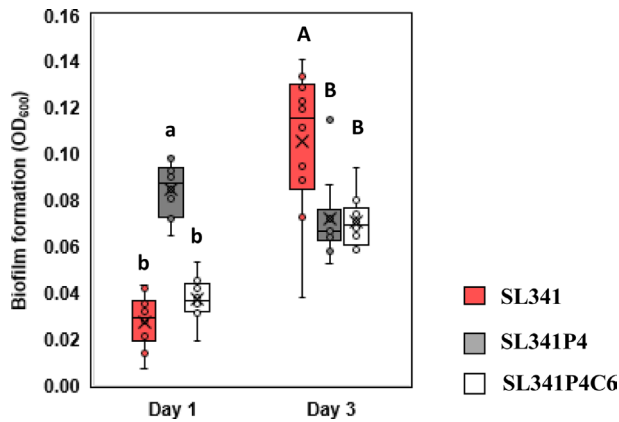 Biofilm formation (OD600)
0.16
0.14
0.12
0.10
0.08
0.06
0.04
0.02
0.00
b
a
b
A
B
B
Day 1
Day 3
SL341
SL341P4
SL341P4C6